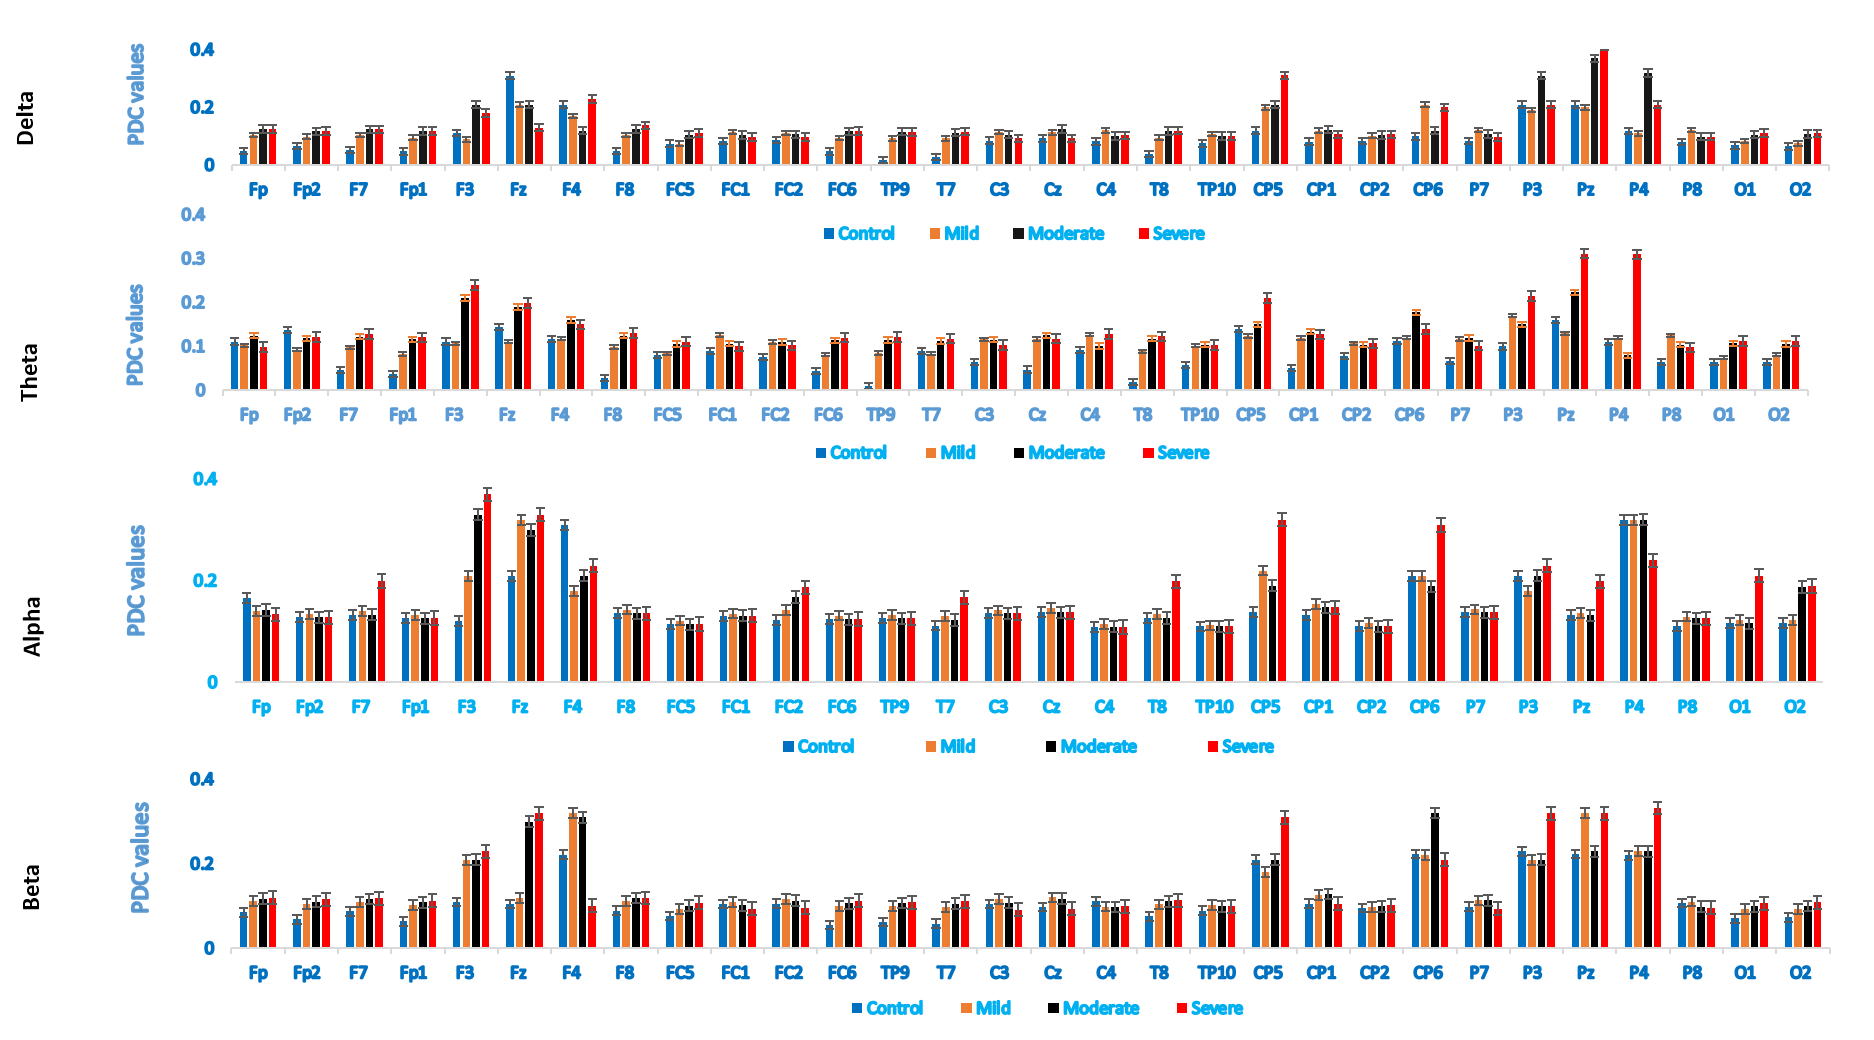 Delta
PDC values
0.4
0.2
0
Fp Fp2 F7 Fp1 F3 Fz F4 F8 FC5 FC1 FC2 FC6 TP9 T7 C3 Cz C4 T8 TP10 CP5 CP1 CP2 CP6 P7 P3 Pz P4 P8 O1 O2
Control Mild Moderate Severe
Theta
PDC values
0.4
0.3
0.2
0.1
0
Fp Fp2 F7 Fp1 F3 Fz F4 F8 FC5 FC1 FC2 FC6 TP9 T7 C3 Cz C4 T8 TP10 CP5 CP1 CP2 CP6 P7 P3 Pz P4 P8 O1 O2
Control Mild Moderate Severe
Alpha
PDC values
0.4
0.2
0
Fp Fp2 F7 Fp1 F3 Fz F4 F8 FC5 FC1 FC2 FC6 TP9 T7 C3 Cz C4 T8 TP10 CP5 CP1 CP2 CP6 P7 P3 Pz P4 P8 O1 O2
Control Mild Moderate Severe
Beta
PDC values
0.4
0.2
0
Fp Fp2 F7 Fp1 F3 Fz F4 F8 FC5 FC1 FC2 FC6 TP9 T7 C3 Cz C4 T8 TP10 CP5 CP1 CP2 CP6 P7 P3 Pz P4 P8 O1 O2
Control Mild Moderate Severe